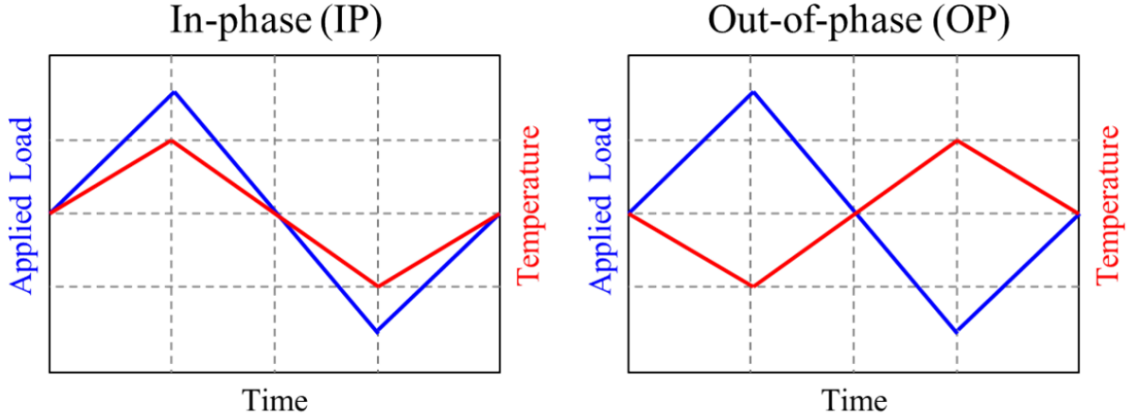 In-phase (IP)
Applied Load
Temperature
Time
Out-of-phase (OP)
Applied Load
Temperature
Time